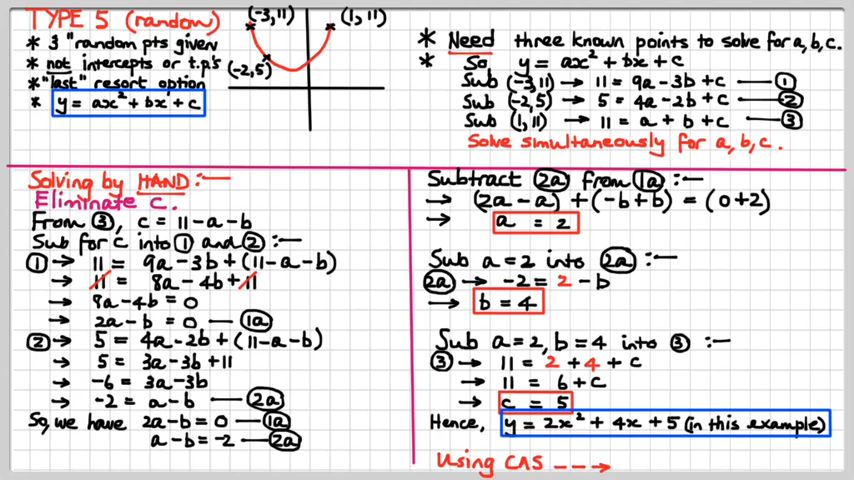 TYPE 5 (random)
* 3 "random pts given
* not intercepts or t.p's
* "last" resort option
* y = ax² + bx + c
(-3,11)
(1,11)
(-2,5)
* Need three known points to solve for a,b,c.
* So y = ax² + bx + c
Sub (-3,11) → 11 = 9a - 3b + c — ①
Sub (-2,5) → 5 = 4a - 2b + c — ②
Sub (1,11) → 11 = a + b + c — ③
Solve simultaneously for a,b,c.
Solving by HAND :—
Eliminate c.
From ③, c = 11-a-b
Sub for c into ① and ② :—
① → 11 = 9a - 3b + (11-a-b)
→ 11 = 8a - 4b + 11
→ 8a - 4b = 0
→ 2a - b = 0 — 1a
② → 5 = 4a - 2b + (11-a-b)
→ 5 = 3a - 3b + 11
→ -6 = 3a - 3b
→ -2 = a - b — 2a
So, we have 2a - b = 0 — 1a
a - b = -2 — 2a
Subtract 2a from 1a :—
→ (2a - a) + (-b + b) = (0+2)
→ a = 2
Sub a=2 into 2a :—
2a → -2 = 2 - b
→ b = 4
Sub a=2, b=4 into ③ :—
③ → 11 = 2 + 4 + c
→ 11 = 6 + c
→ c = 5
Hence, y = 2x² + 4x + 5 (in this example)
Using CAS - - - →